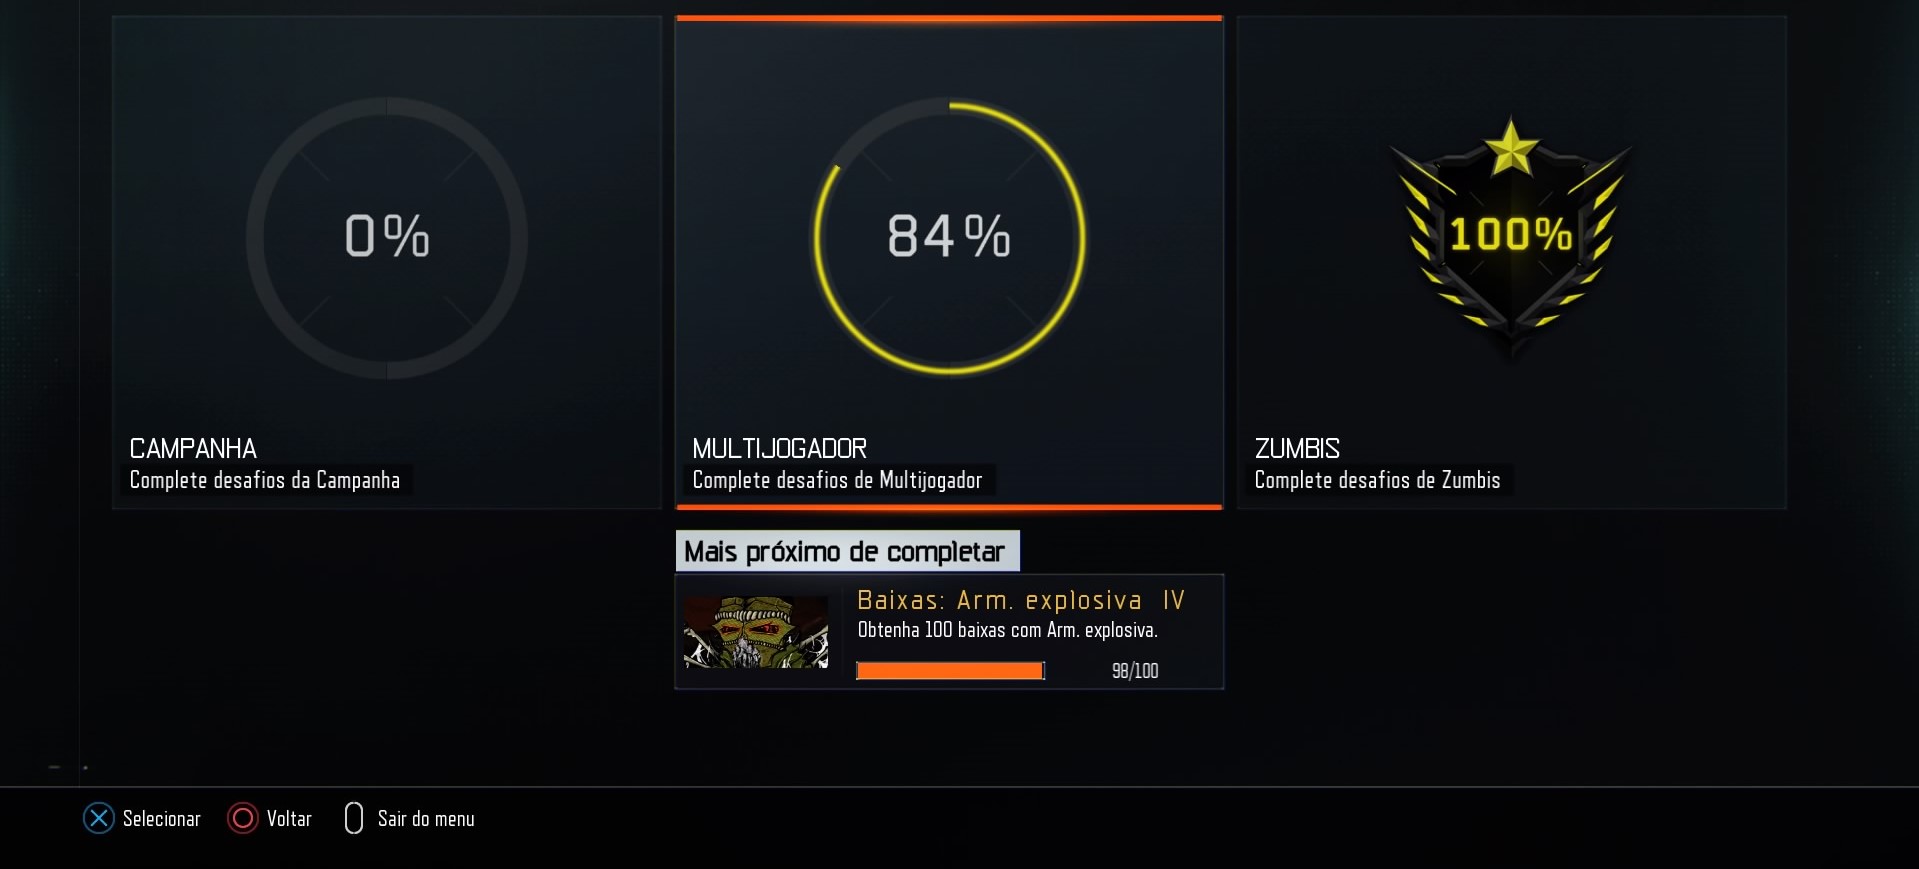 0%
CAMPANHA
Complete desafios da Campanha
84%
MULTIJOGADOR
Complete desafios de Multijogador
100%
ZUMBIS
Complete desafios de Zumbis
Mais próximo de completar
Baixas: Arm. explosiva IV
Obtenha 100 baixas com Arm. explosiva.
98/100
Selecionar Voltar Sair do menu